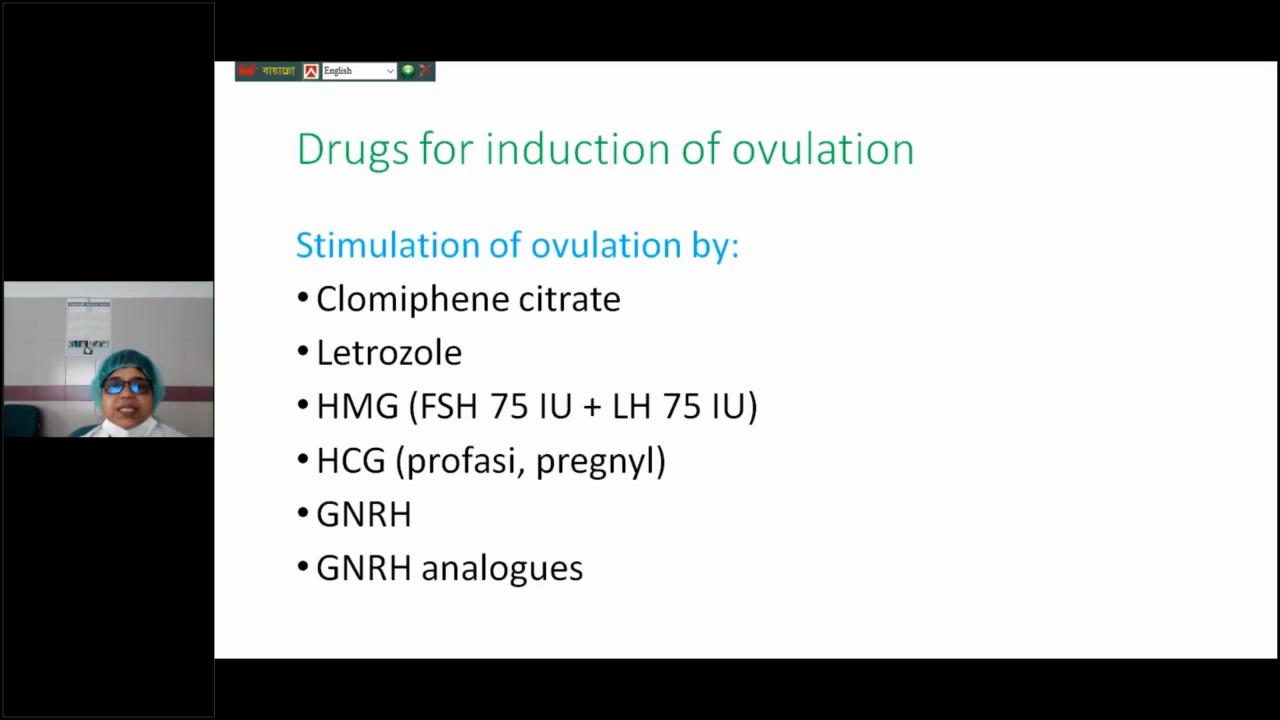 বায়ান্নো
English
Drugs for induction of ovulation
Stimulation of ovulation by:
• Clomiphene citrate
• Letrozole
• HMG (FSH 75 IU + LH 75 IU)
• HCG (profasi, pregnyl)
• GNRH
• GNRH analogues